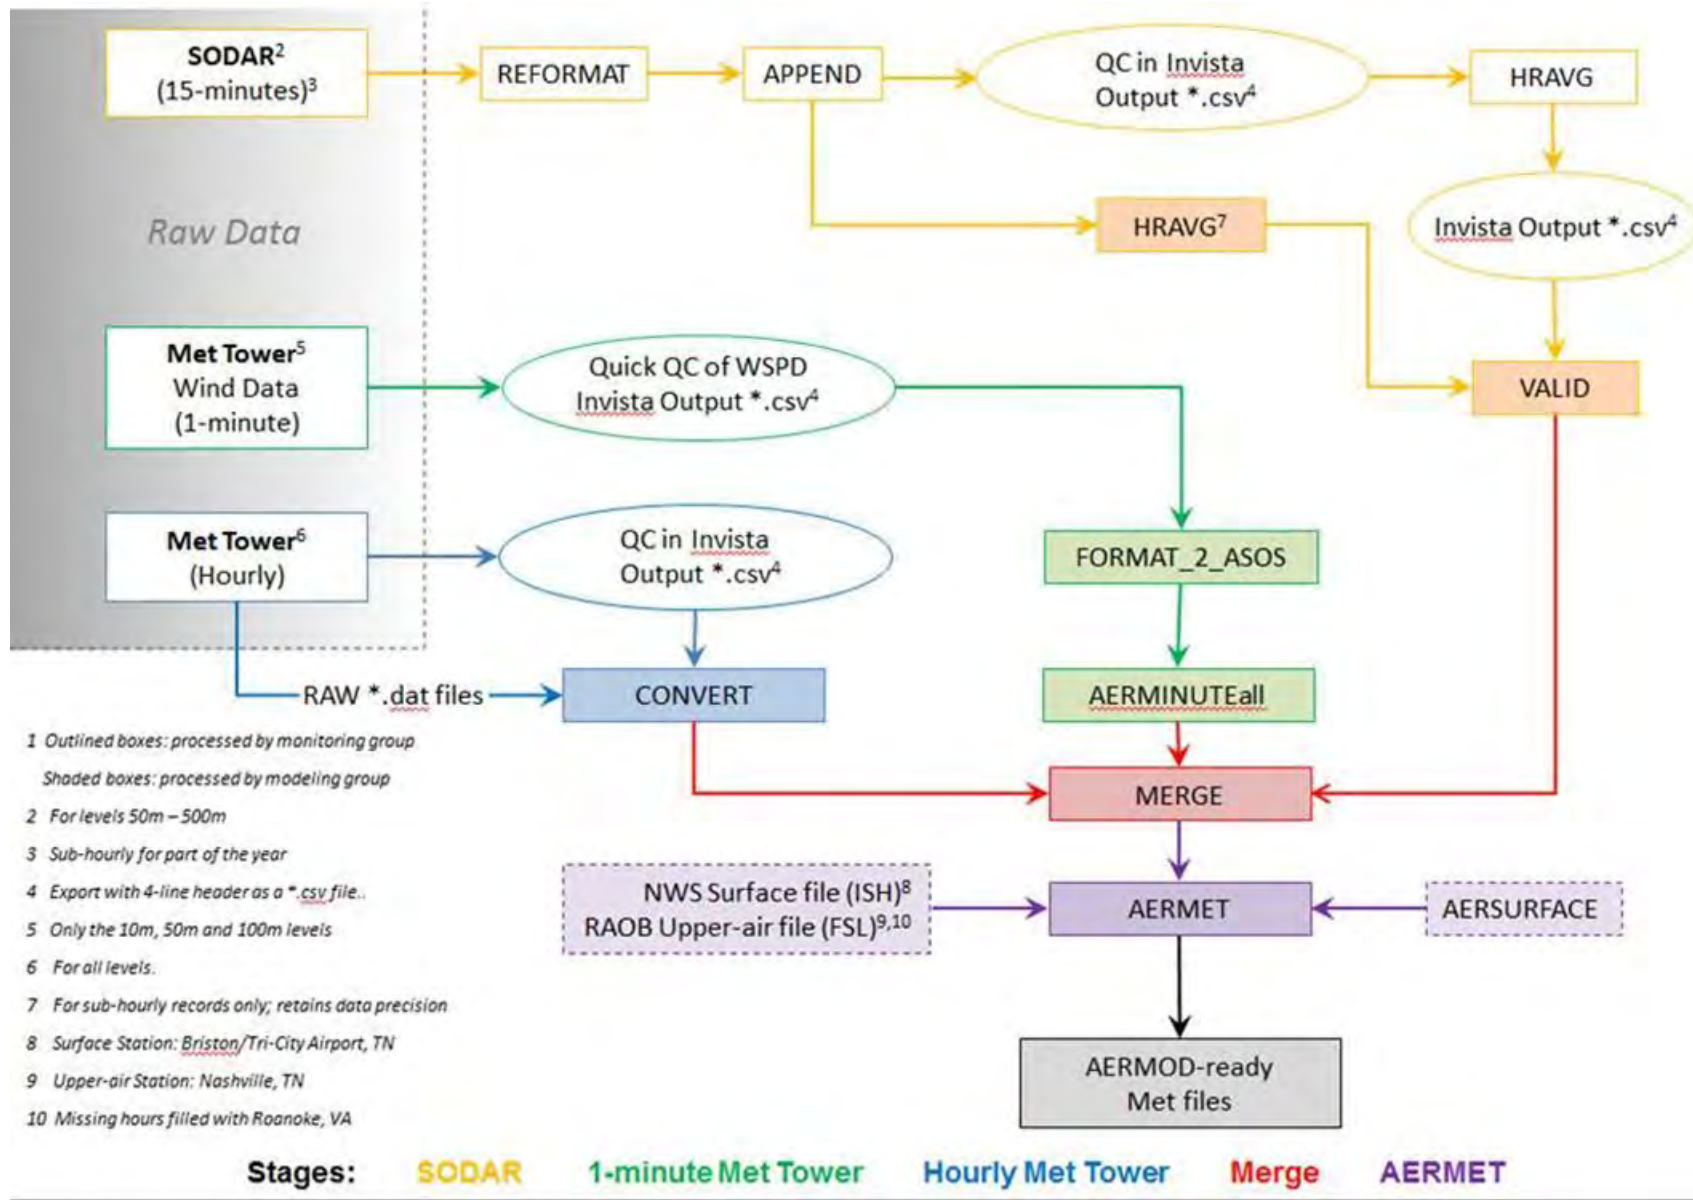 SODAR²
(15-minutes)³
REFORMAT
APPEND
QC in Invista
Output *.csv⁴
HRAVG
Raw Data
HRAVG⁷
Invista Output *.csv⁴
Met Tower⁵
Wind Data
(1-minute)
Quick QC of WSPD
Invista Output *.csv⁴
VALID
Met Tower⁶
(Hourly)
QC in Invista
Output *.csv⁴
FORMAT_2_ASOS
RAW *.dat files
CONVERT
AERMINUTEall
MERGE
NWS Surface file (ISH)⁸
RAOB Upper-air file (FSL)⁹,¹⁰
AERMET
AERSURFACE
AERMOD-ready
Met files
1 Outlined boxes: processed by monitoring group
Shaded boxes: processed by modeling group
2 For levels 50m – 500m
3 Sub-hourly for part of the year
4 Export with 4-line header as a *.csv file..
5 Only the 10m, 50m and 100m levels
6 For all levels.
7 For sub-hourly records only; retains data precision
8 Surface Station: Briston/Tri-City Airport, TN
9 Upper-air Station: Nashville, TN
10 Missing hours filled with Roanoke, VA
Stages: SODAR 1-minute Met Tower Hourly Met Tower Merge AERMET